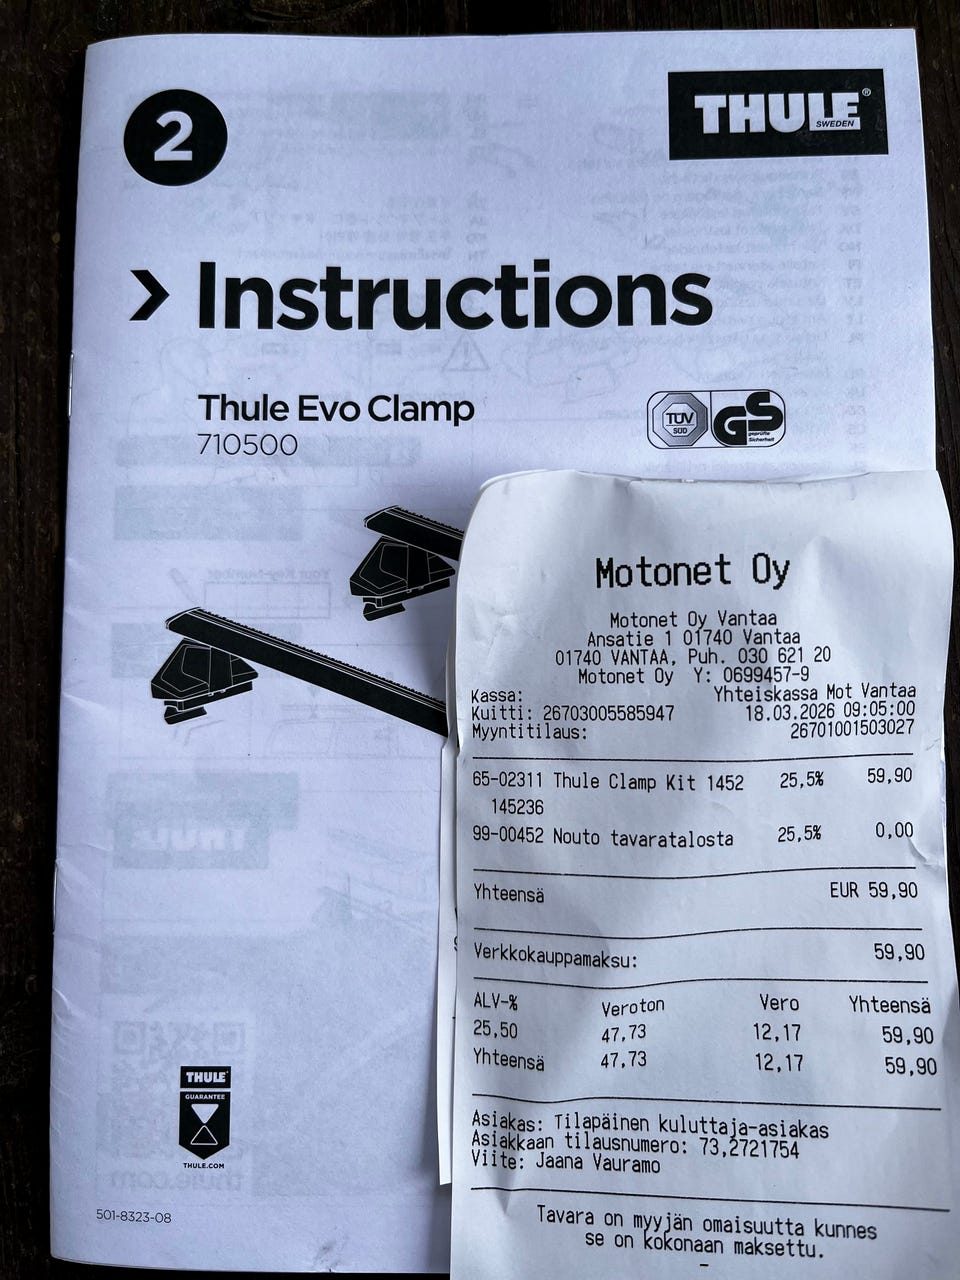 2
THULE®
SWEDEN
Instructions
Thule Evo Clamp
710500
TÜV
SÜD
GS
geprüfte
Sicherheit
Motonet Oy
Motonet Oy Vantaa
Ansatie 1 01740 Vantaa
01740 VANTAA, Puh. 030 621 20
Motonet Oy Y: 0699457-9
Kassa: Yhteiskassa Mot Vantaa
Kuitti: 26703005585947 18.03.2026 09:05:00
Myyntitilaus: 26701001503027
65-02311 Thule Clamp Kit 1452 25,5% 59,90
145236
99-00452 Nouto tavaratalosta 25,5% 0,00
Yhteensä EUR 59,90
Verkkokauppamaksu: 59,90
ALV-% Veroton Vero Yhteensä
25,50 47,73 12,17 59,90
Yhteensä 47,73 12,17 59,90
Asiakas: Tilapäinen kuluttaja-asiakas
Asiakkaan tilausnumero: 73,2721754
Viite: Jaana Vauramo
Tavara on myyjän omaisuutta kunnes
se on kokonaan maksettu.
THULE
GUARANTEE
THULE.COM
501-8323-08